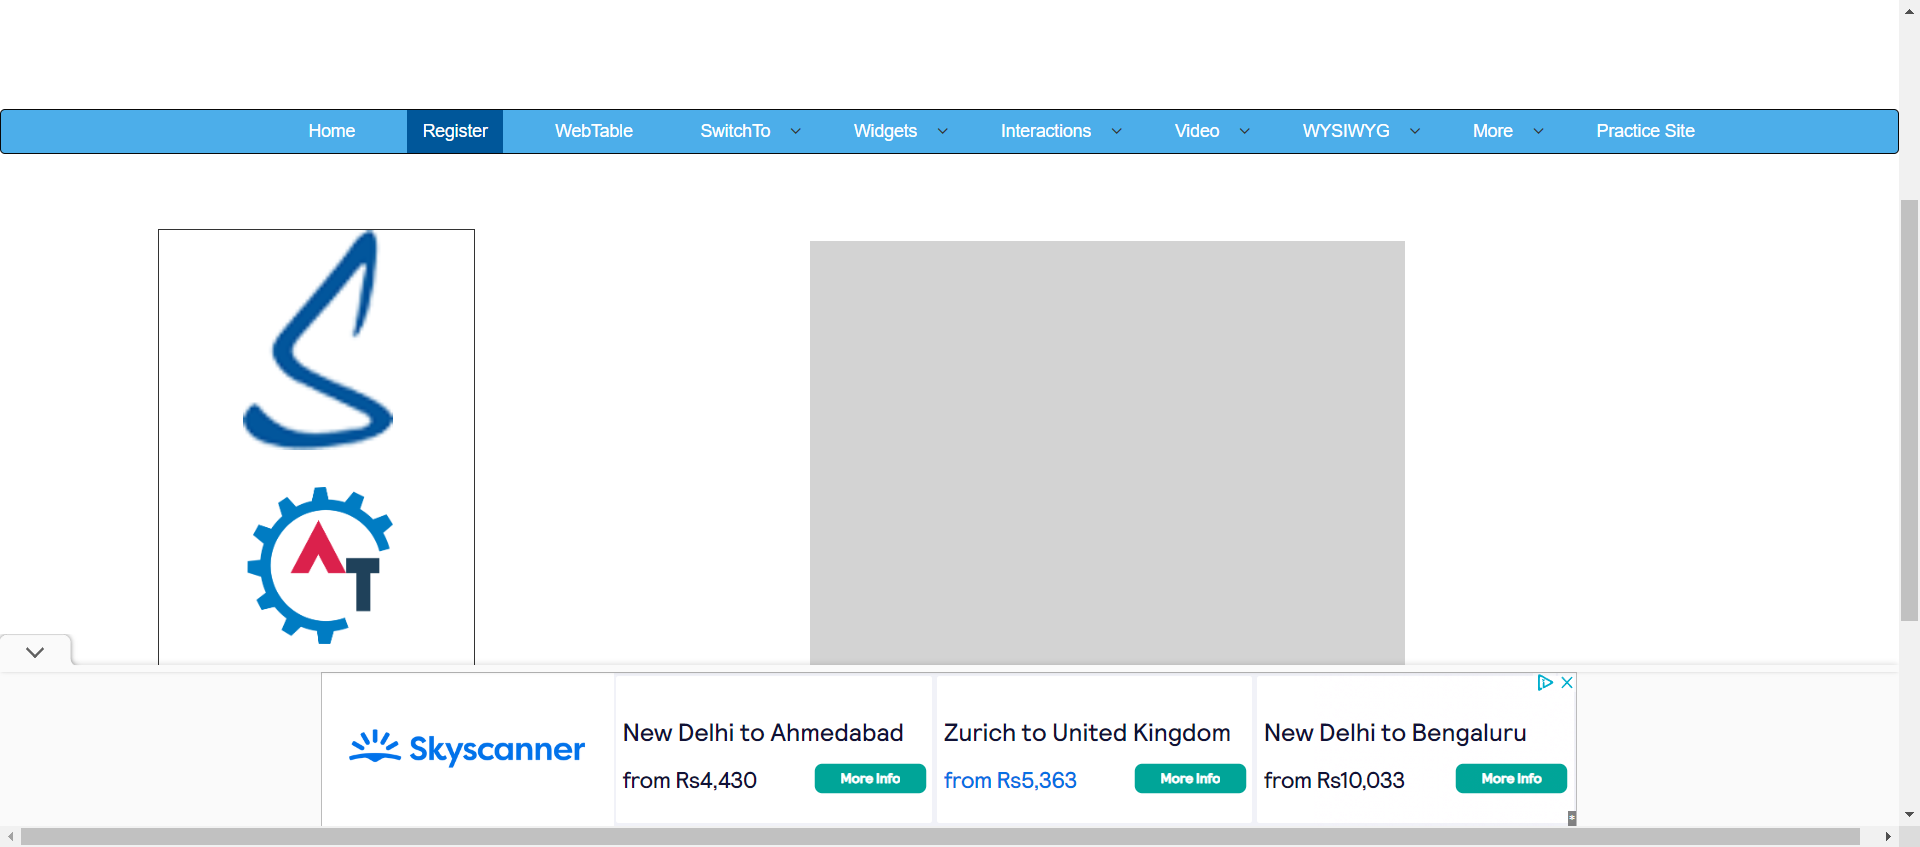 Home Register WebTable SwitchTo Widgets Interactions Video WYSIWYG More Practice Site
AT
Skyscanner
New Delhi to Ahmedabad
from Rs4,430
More Info
Zurich to United Kingdom
from Rs5,363
More Info
New Delhi to Bengaluru
from Rs10,033
More Info